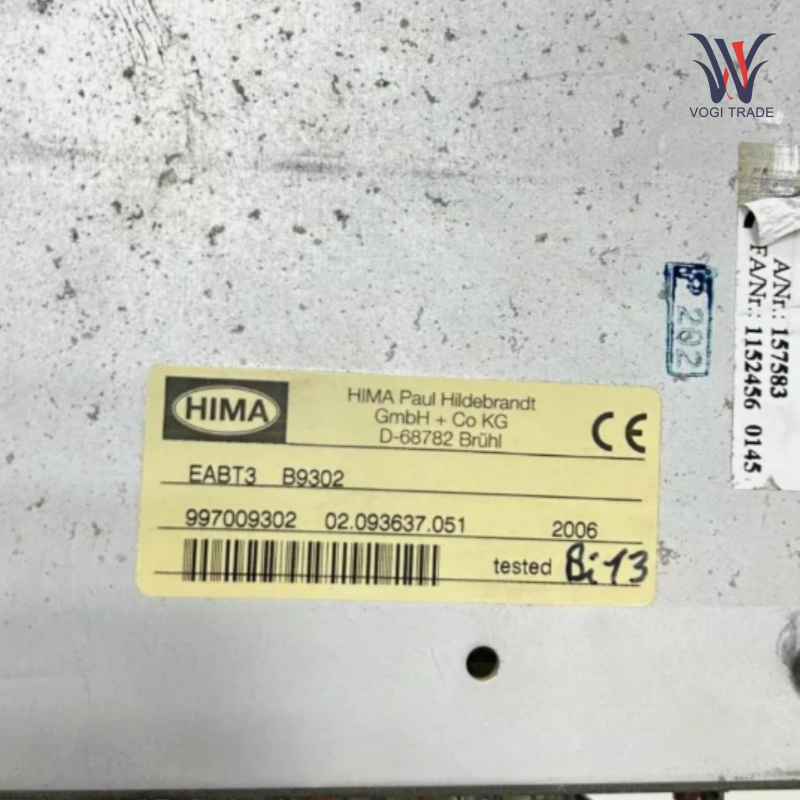 VOGI TRADE
A/Nr.: 157583
FA/Nr.: 1152456 0145
202
HIMA
HIMA Paul Hildebrandt
GmbH + Co KG
D-68782 Brühl
CE
EABT3 B9302
997009302 02.093637.051 2006
tested Bi 13